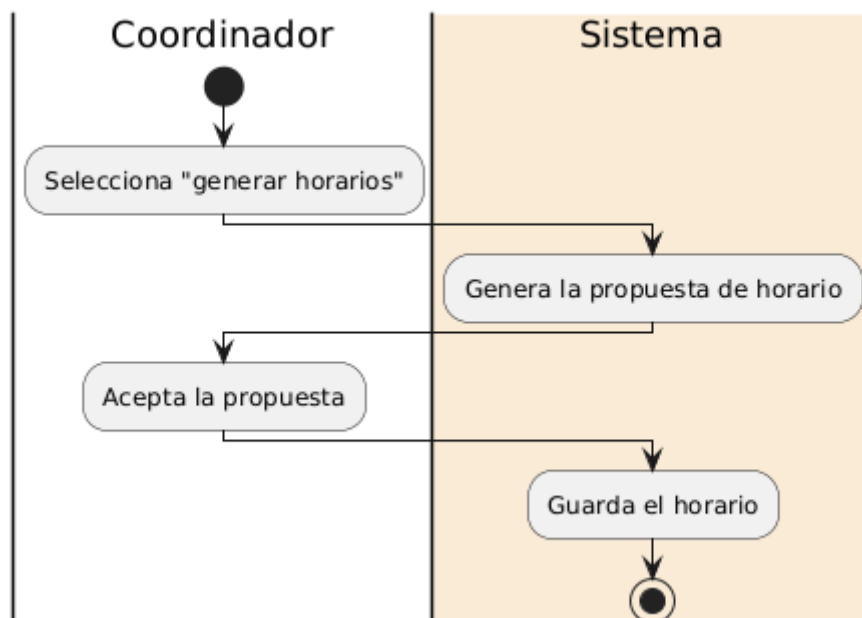 Coordinador
Sistema
Selecciona "generar horarios"
Genera la propuesta de horario
Acepta la propuesta
Guarda el horario